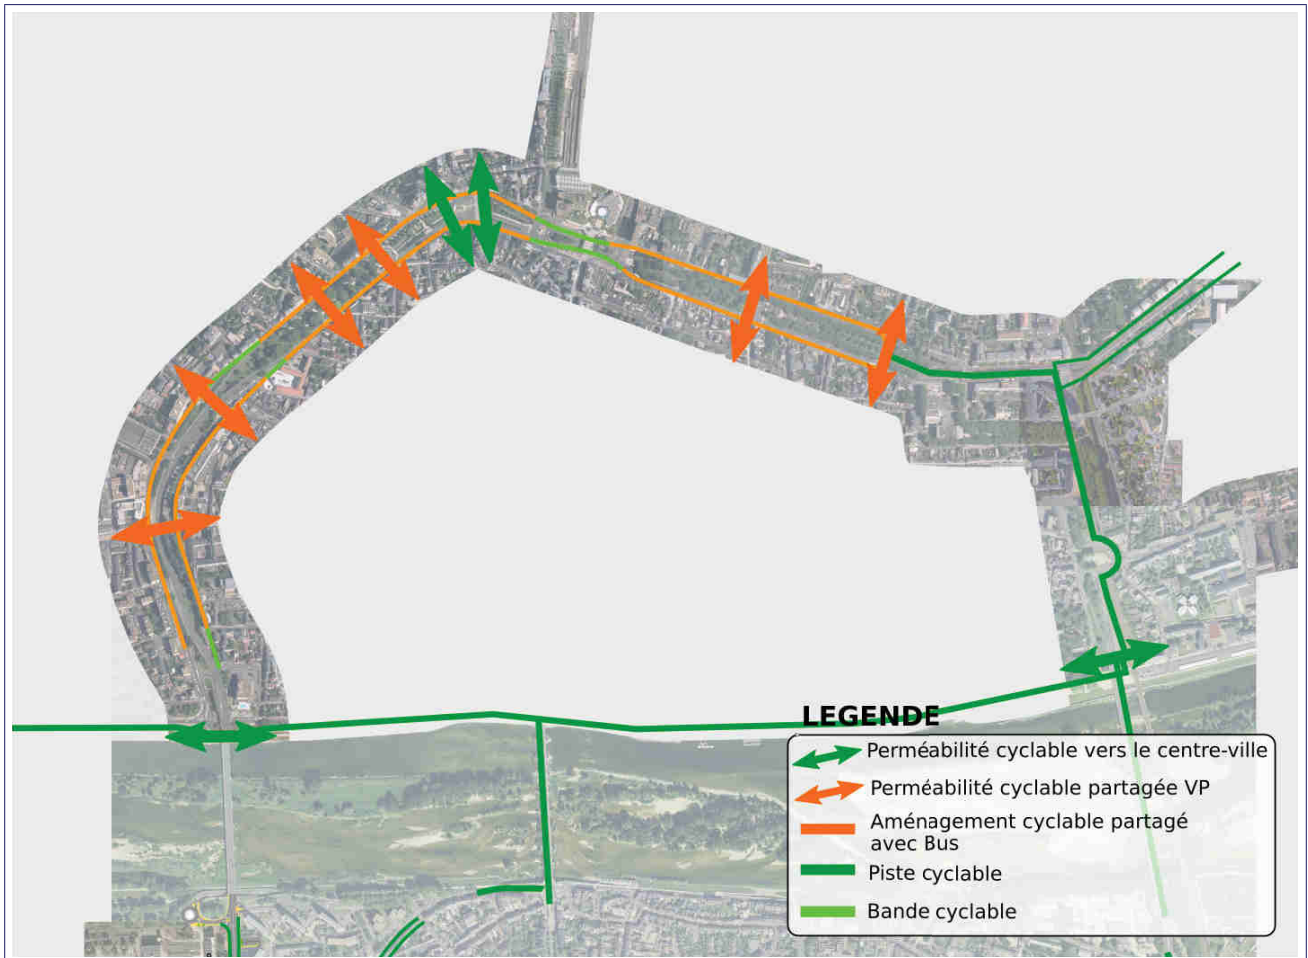 LEGENDE
Perméabilité cyclable vers le centre-ville
Perméabilité cyclable partagée VP
Aménagement cyclable partagé
avec Bus
Piste cyclable
Bande cyclable